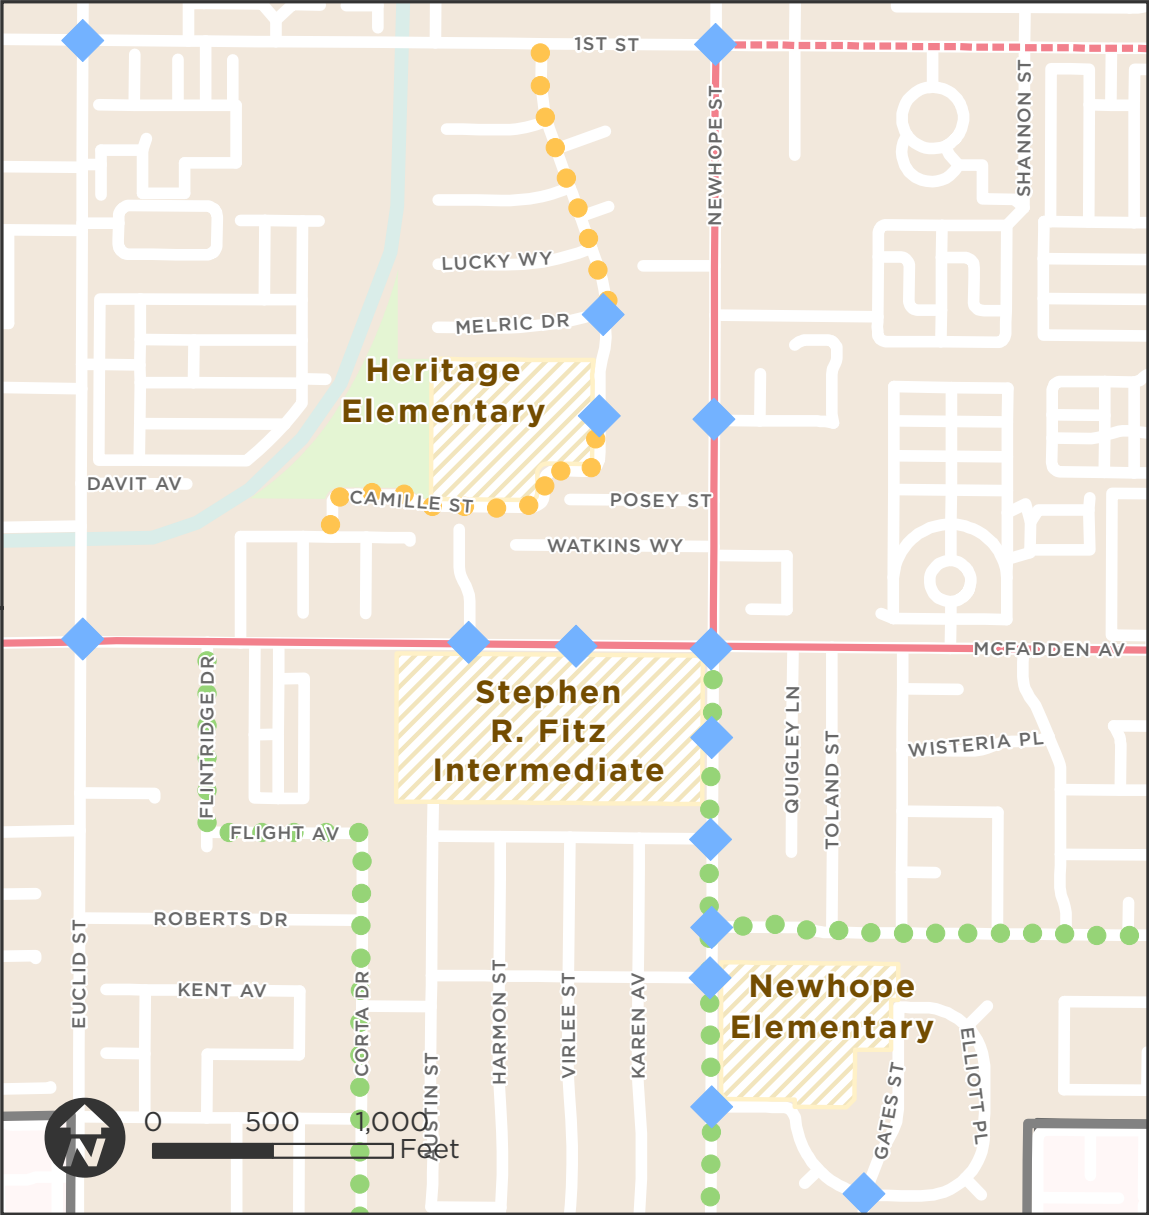 1ST ST
SHANNON ST
NEWHOPE ST
LUCKY WY
MELRIC DR
Heritage
Elementary
DAVIT AV
CAMILLE ST
POSEY ST
WATKINS WY
MCFADDEN AV
FLINTRIDGE DR
Stephen
R. Fitz
Intermediate
QUIGLEY LN
TOLAND ST
WISTERIA PL
FLIGHT AV
ROBERTS DR
EUCLID ST
KENT AV
CORTA DR
AUSTIN ST
HARMON ST
VIRLEE ST
KAREN AV
Newhope
Elementary
GATES ST
ELLIOTT PL
N
0 500 1,000
Feet